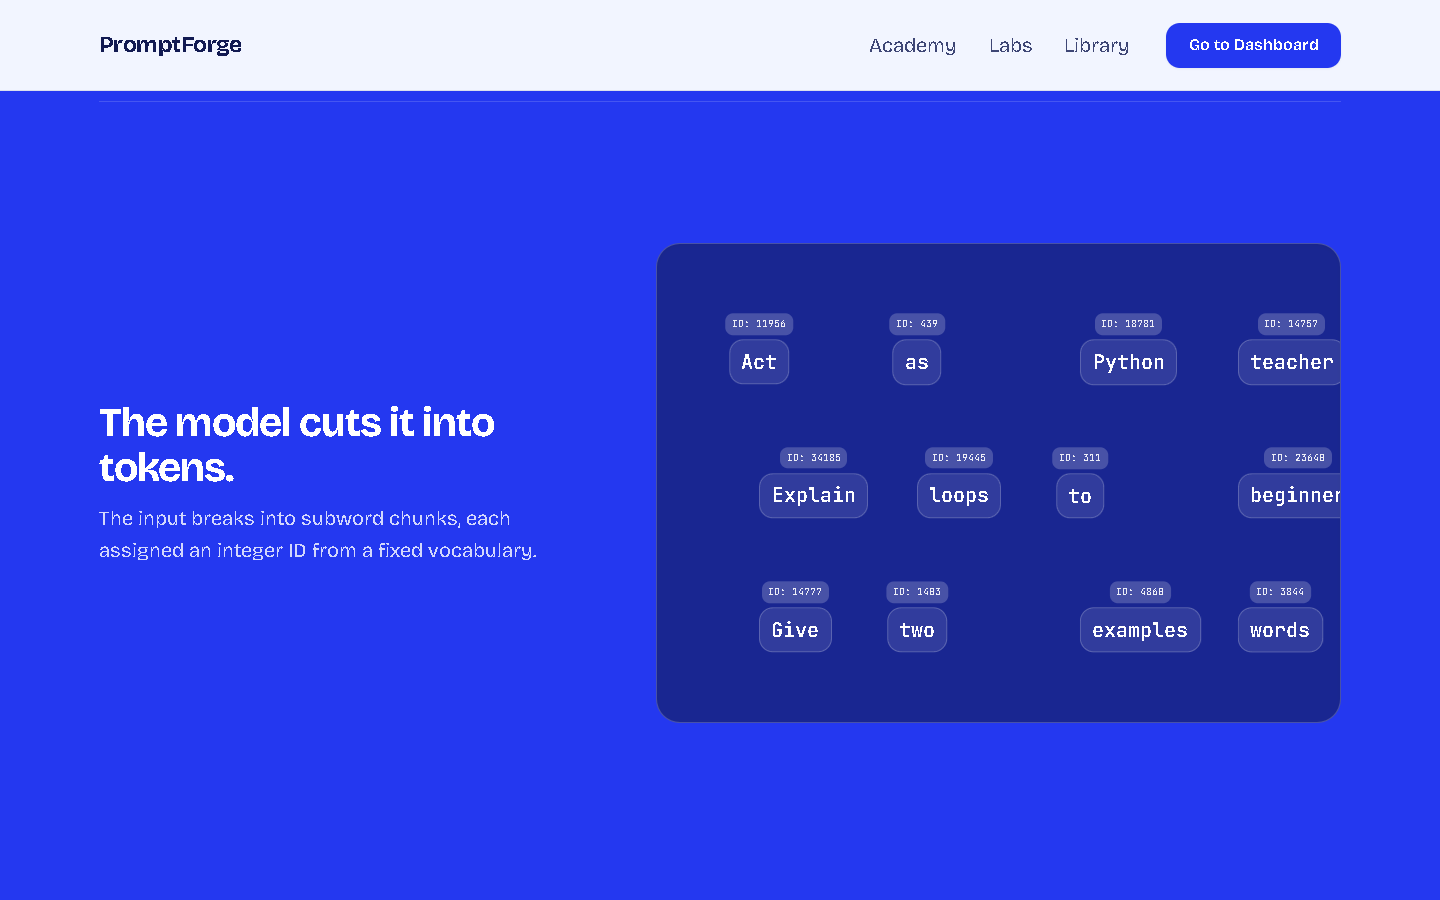 PromptForge
Academy
Labs
Library
Go to Dashboard
The model cuts it into
tokens.
The input breaks into subword chunks, each
assigned an integer ID from a fixed vocabulary.
ID: 11956
ID: 439
ID: 18781
ID: 14757
Act
as
Python
teacher
ID: 34185
ID: 19445
ID: 311
ID: 23648
Explain
loops
to
beginner
ID: 14777
ID: 1403
ID: 4868
ID: 3844
Give
two
examples
words